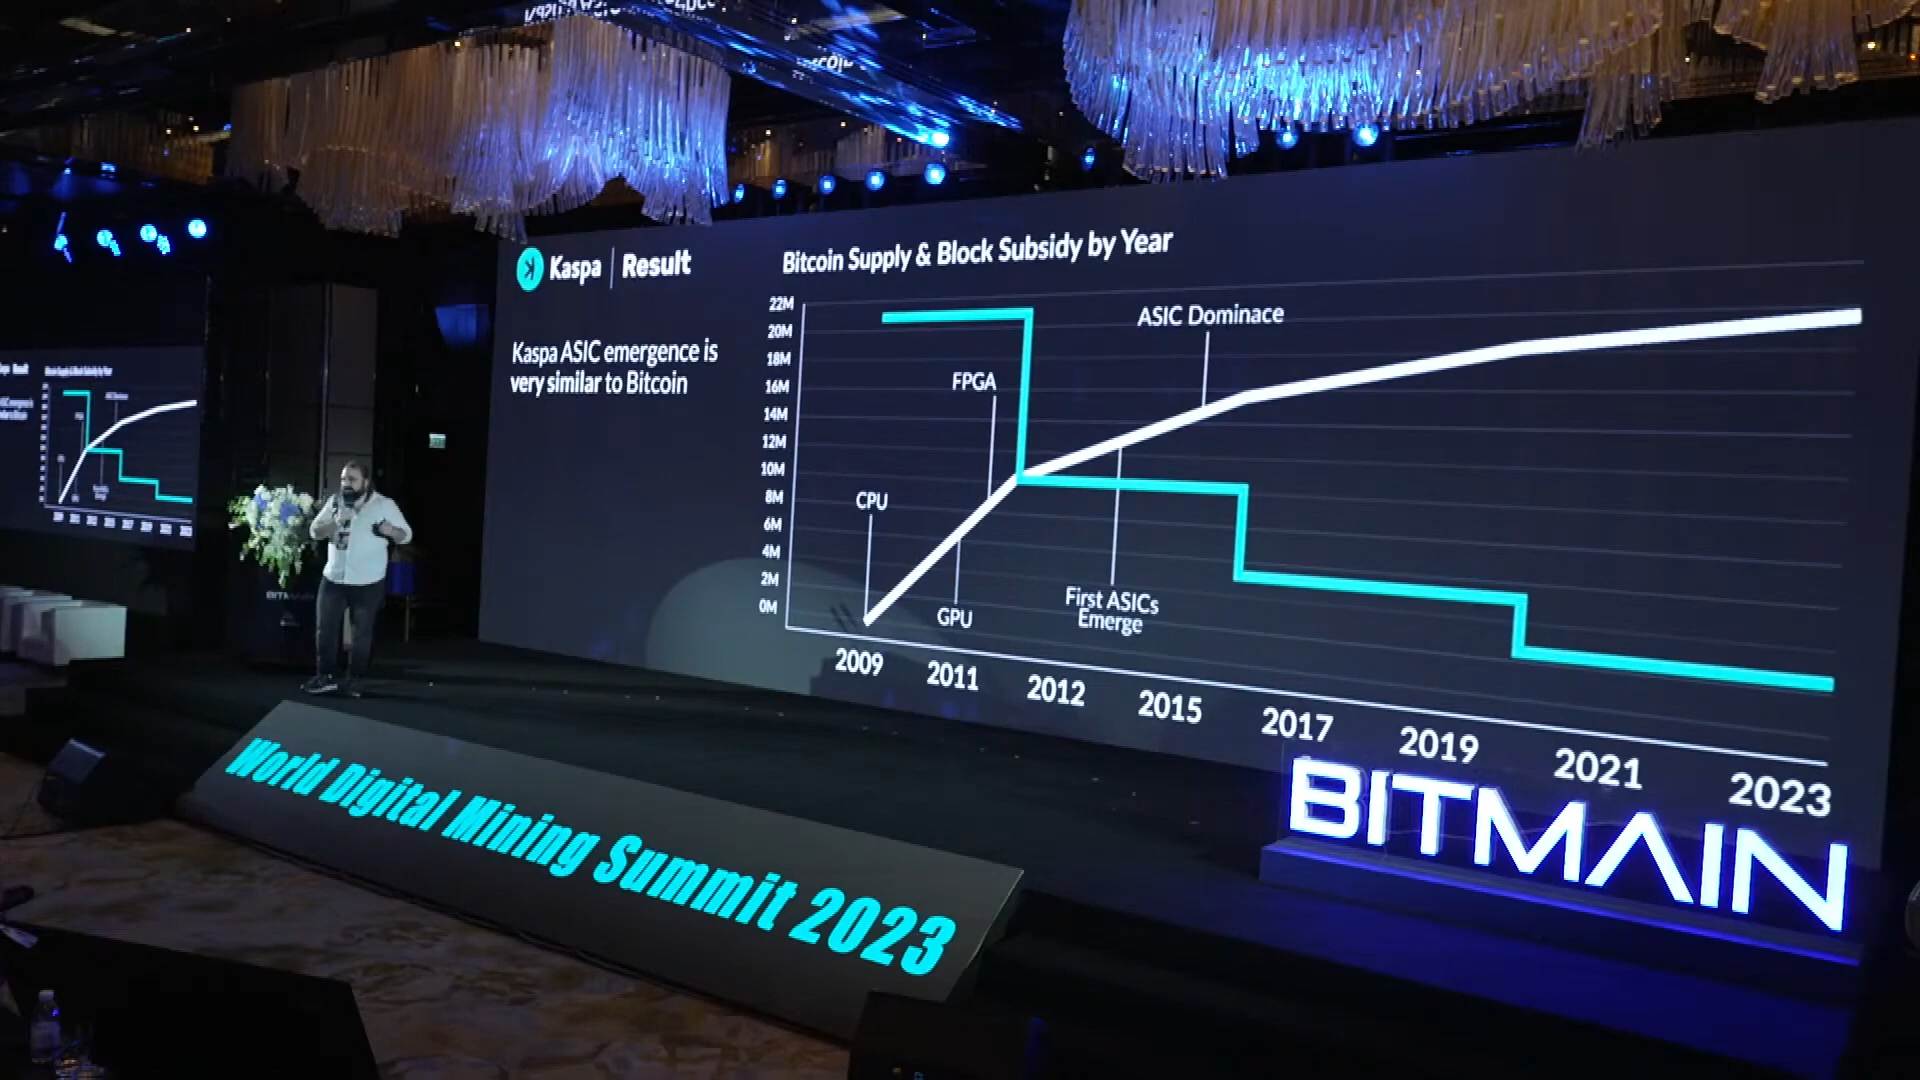 Kaspa | Result
Kaspa ASIC emergence is
very similar to Bitcoin
Bitcoin Supply & Block Subsidy by Year
22M
20M
18M
16M
14M
12M
10M
8M
6M
4M
2M
0M
CPU
FPGA
GPU
ASIC Dominace
First ASICs
Emerge
2009
2011
2012
2015
2017
2019
2021
2023
BITMAIN
World Digital Mining Summit 2023